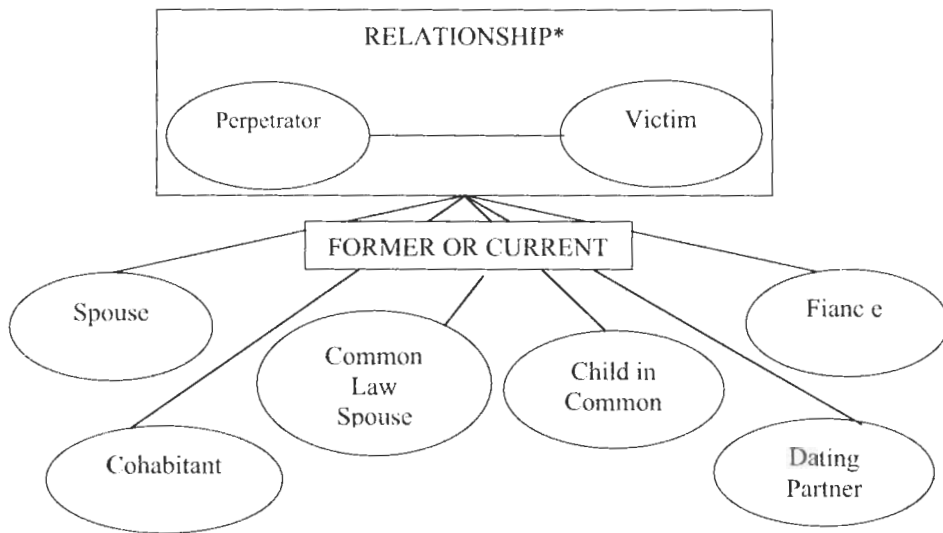 RELATIONSHIP*
Perpetrator
Victim
FORMER OR CURRENT
Spouse
Fianc e
Common
Law
Spouse
Child in
Common
Cohabitant
Dating
Partner